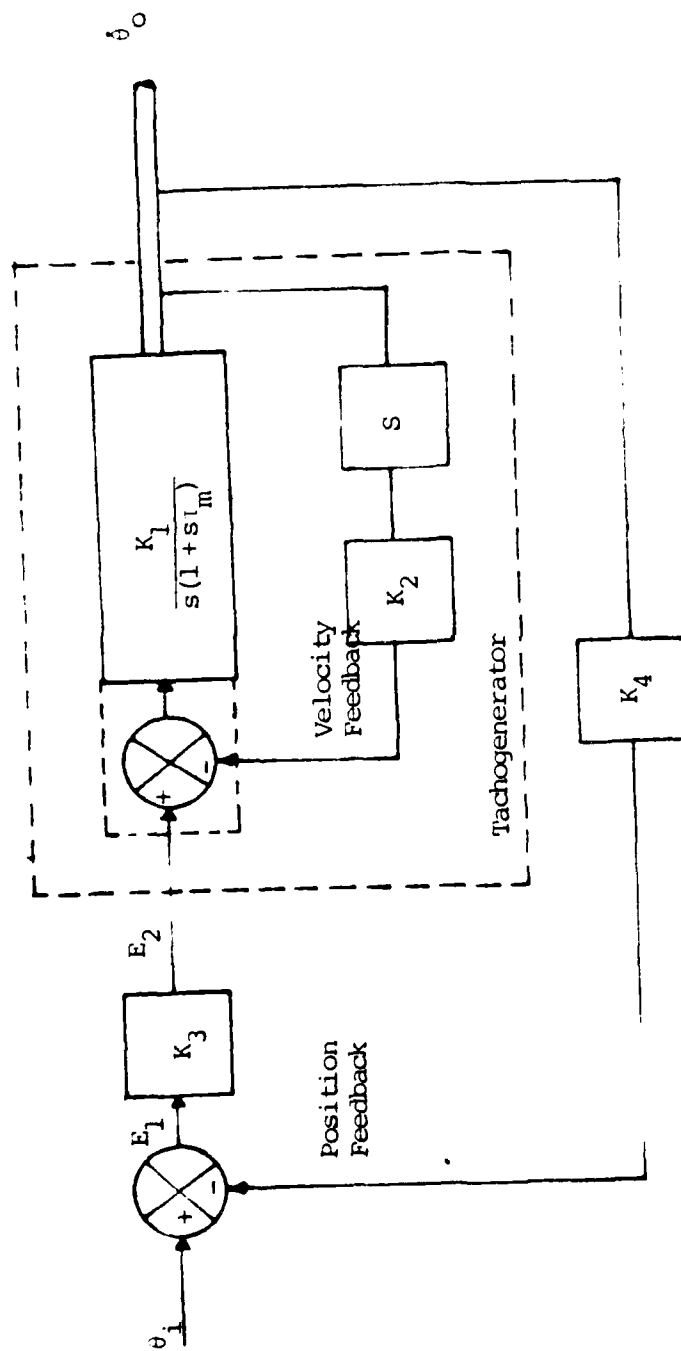 θi
+
-
E1
K3
E2
+
-
K1
s(1+sτm)
θo
S
K2
Velocity
Feedback
Tachogenerator
Position
Feedback
K4